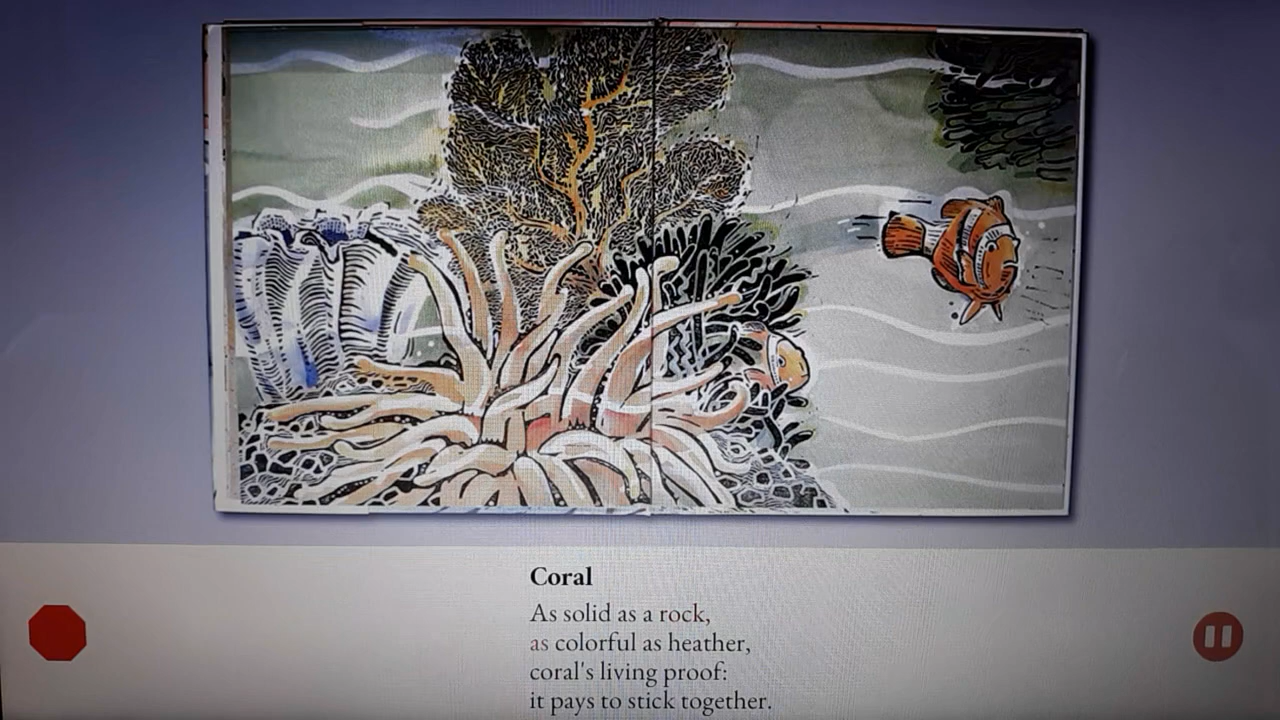 Coral
As solid as a rock,
as colorful as heather,
coral's living proof:
it pays to stick together.